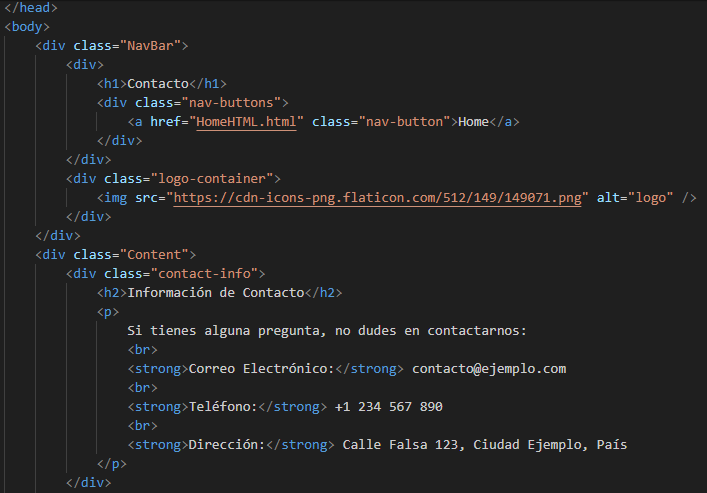 </head>
<body>
<div class="NavBar">
<div>
<h1>Contacto</h1>
<div class="nav-buttons">
<a href="HomeHTML.html" class="nav-button">Home</a>
</div>
</div>
<div class="logo-container">
<img src="https://cdn-icons-png.flaticon.com/512/149/149071.png" alt="logo" />
</div>
</div>
<div class="Content">
<div class="contact-info">
<h2>Información de Contacto</h2>
<p>
Si tienes alguna pregunta, no dudes en contactarnos:
<br>
<strong>Correo Electrónico:</strong> contacto@ejemplo.com
<br>
<strong>Teléfono:</strong> +1 234 567 890
<br>
<strong>Dirección:</strong> Calle Falsa 123, Ciudad Ejemplo, País
</p>
</div>